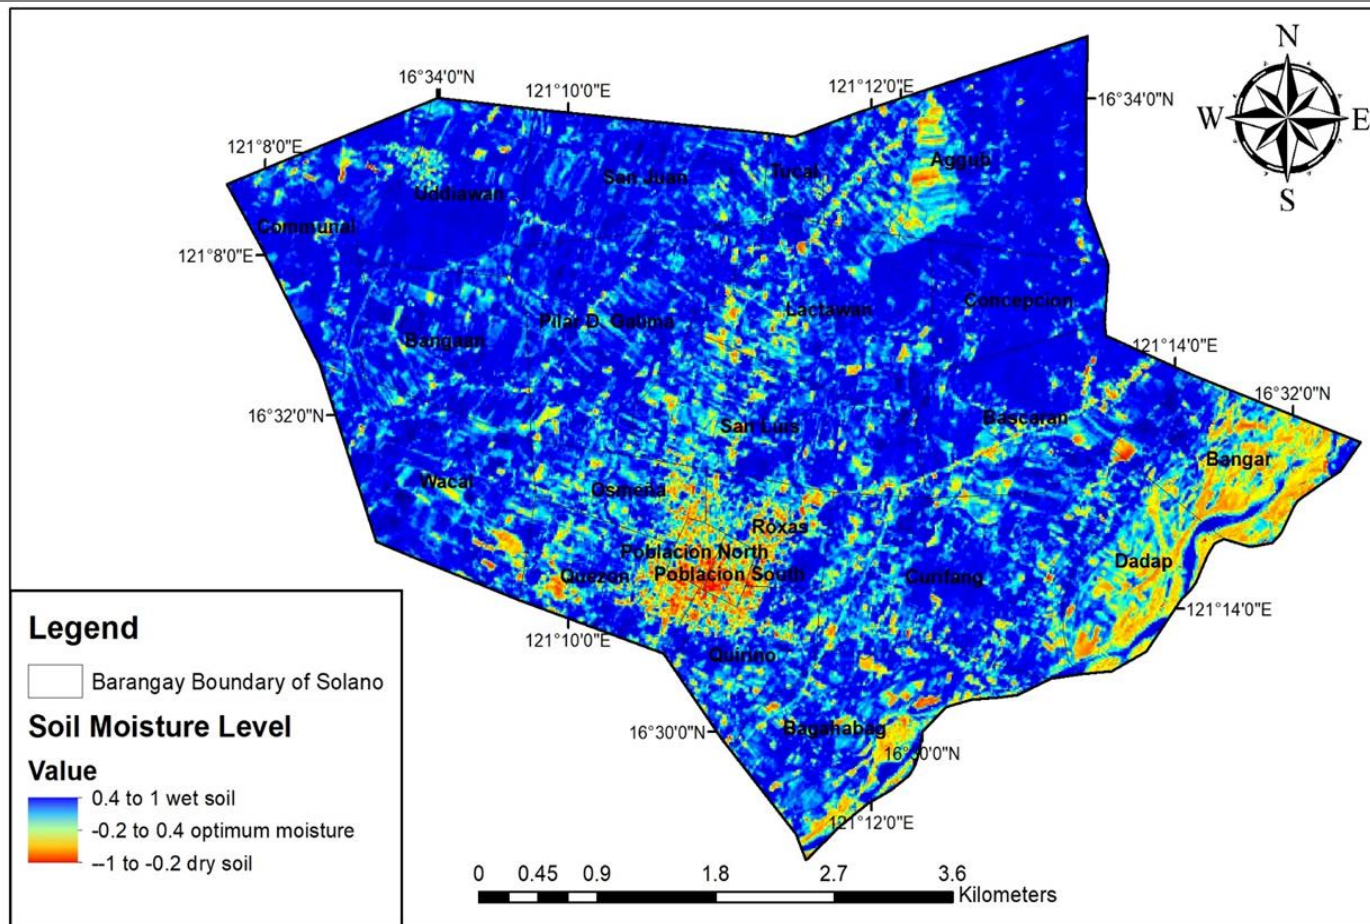 N
W E
S
16°34'0"N
121°10'0"E
121°12'0"E
16°34'0"N
121°8'0"E
Aggub
Tucal
San Juan
Uddiawan
Communal
121°8'0"E
Concepcion
Lactawan
Pilar D. Galima
Bangaan
121°14'0"E
16°32'0"N
16°32'0"N
Bascaran
San Luis
Bangar
Wacal
Osmeña
Roxas
Poblacion North
Dadap
Quezon
Poblacion South
Curifang
121°14'0"E
121°10'0"E
Quirino
16°30'0"N
Bagahabag
16°30'0"N
121°12'0"E
Legend
Barangay Boundary of Solano
Soil Moisture Level
Value
0.4 to 1 wet soil
-0.2 to 0.4 optimum moisture
--1 to -0.2 dry soil
0 0.45 0.9 1.8 2.7 3.6
Kilometers